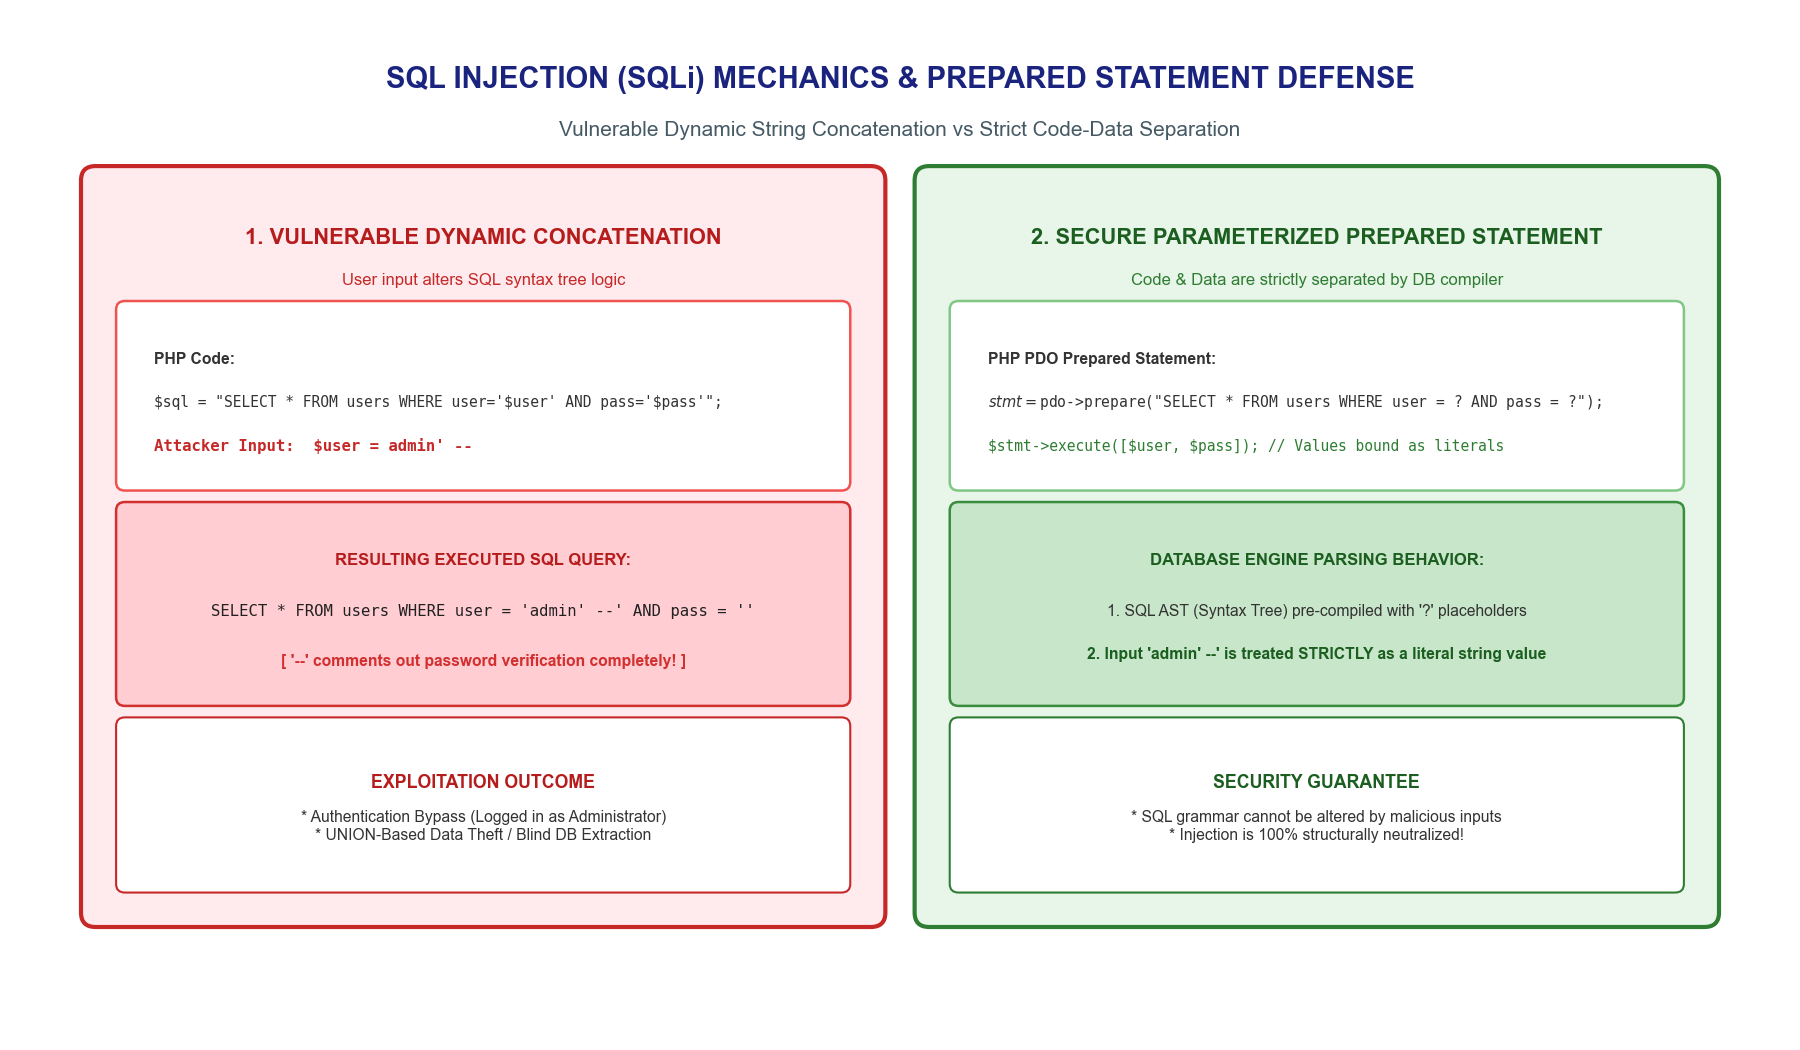 SQL INJECTION (SQLi) MECHANICS & PREPARED STATEMENT DEFENSE
Vulnerable Dynamic String Concatenation vs Strict Code-Data Separation
1. VULNERABLE DYNAMIC CONCATENATION
User input alters SQL syntax tree logic
PHP Code:
$sql = "SELECT * FROM users WHERE user='$user' AND pass='$pass'";
Attacker Input:  $user = admin' --
RESULTING EXECUTED SQL QUERY:
SELECT * FROM users WHERE user = 'admin' --' AND pass = ''
[ '--' comments out password verification completely! ]
EXPLOITATION OUTCOME
* Authentication Bypass (Logged in as Administrator)
* UNION-Based Data Theft / Blind DB Extraction
2. SECURE PARAMETERIZED PREPARED STATEMENT
Code & Data are strictly separated by DB compiler
PHP PDO Prepared Statement:
stmt = pdo->prepare("SELECT * FROM users WHERE user = ? AND pass = ?");
$stmt->execute([$user, $pass]); // Values bound as literals
DATABASE ENGINE PARSING BEHAVIOR:
1. SQL AST (Syntax Tree) pre-compiled with '?' placeholders
2. Input 'admin' --' is treated STRICTLY as a literal string value
SECURITY GUARANTEE
* SQL grammar cannot be altered by malicious inputs
* Injection is 100% structurally neutralized!